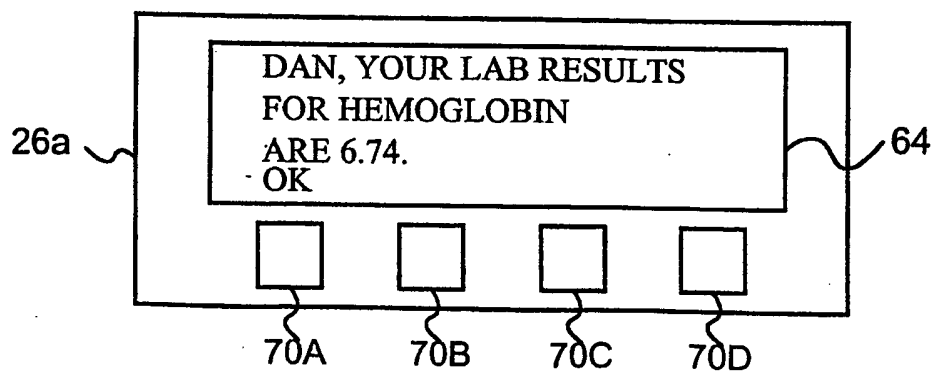 DAN, YOUR LAB RESULTS
FOR HEMOGLOBIN
ARE 6.74.
OK
26a
64
70A 70B 70C 70D